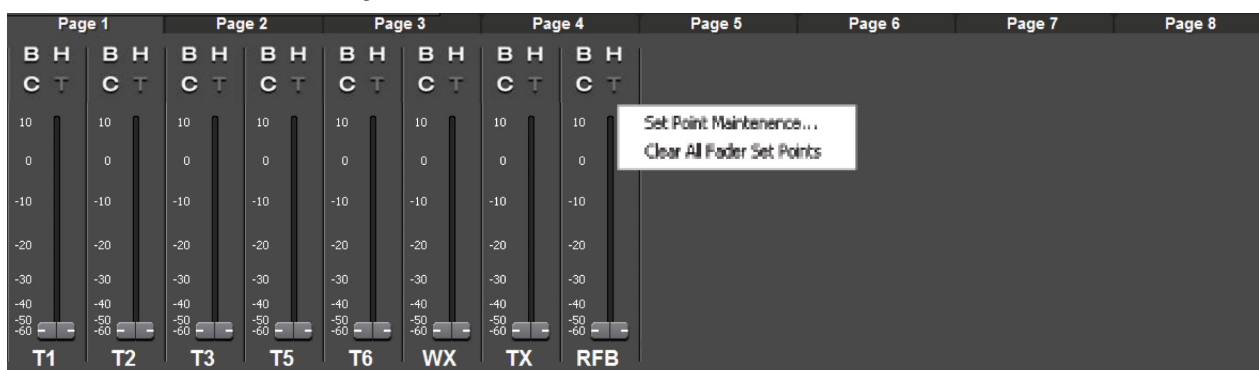 Page 1 Page 2 Page 3 Page 4 Page 5 Page 6 Page 7 Page 8
B H B H B H B H B H B H B H B H
C T C T C T C T C T C T C T C T
10 10 10 10 10 10 10 10
Set Point Maintenence...
Clear All Fader Set Points
0 0 0 0 0 0 0 0
-10 -10 -10 -10 -10 -10 -10 -10
-20 -20 -20 -20 -20 -20 -20 -20
-30 -30 -30 -30 -30 -30 -30 -30
-40 -40 -40 -40 -40 -40 -40 -40
-50 -50 -50 -50 -50 -50 -50 -50
-60 -60 -60 -60 -60 -60 -60 -60
T1 T2 T3 T5 T6 WX TX RFB